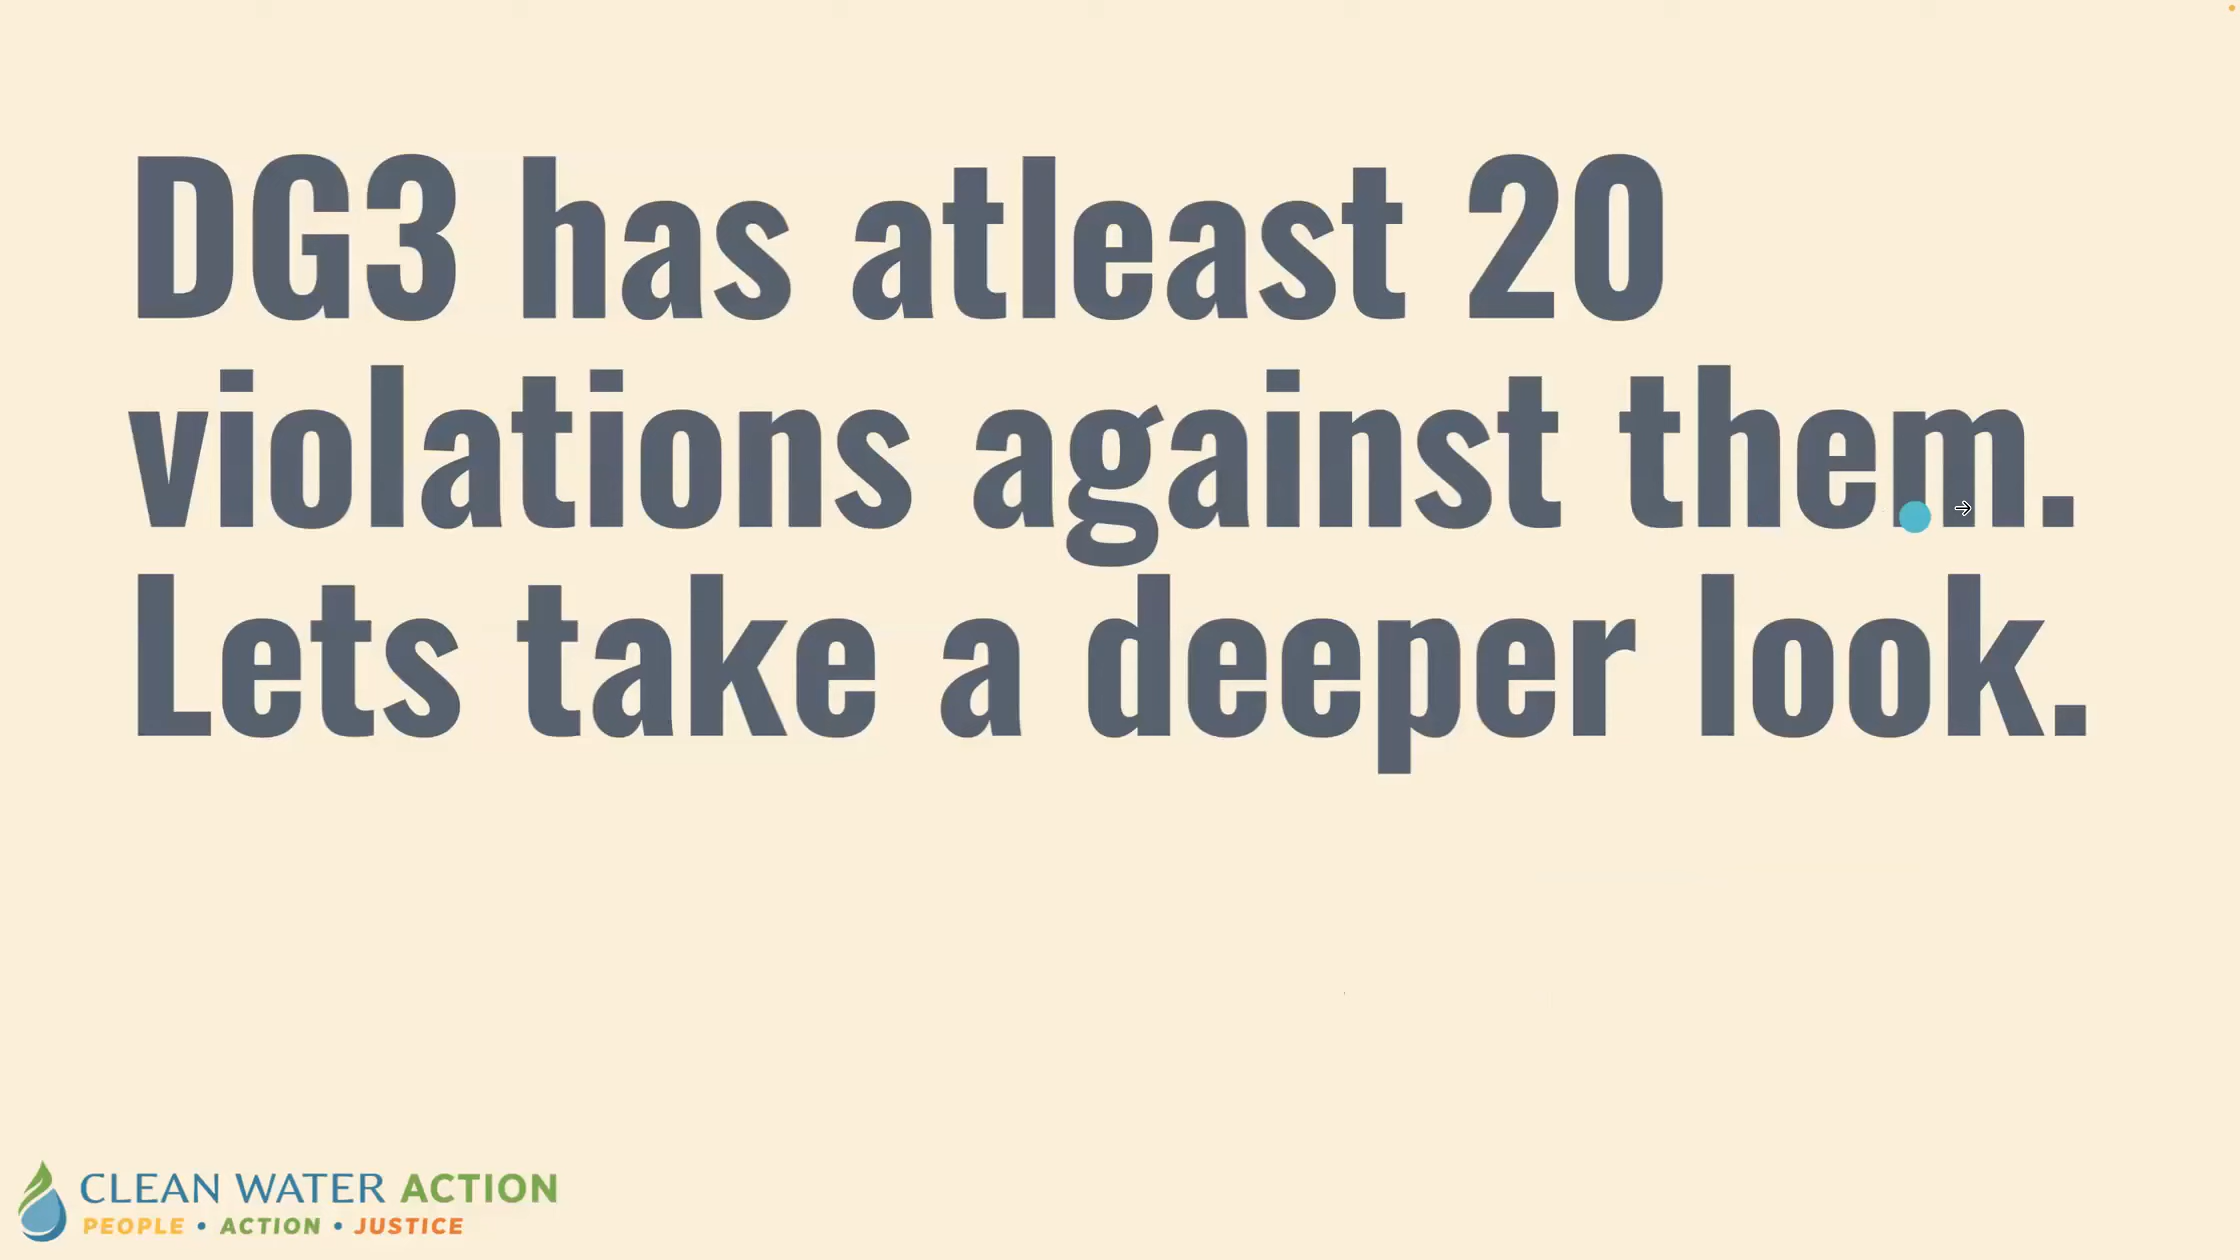 DG3 has atleast 20
violations against them.
Lets take a deeper look.
CLEAN WATER ACTION
PEOPLE • ACTION • JUSTICE